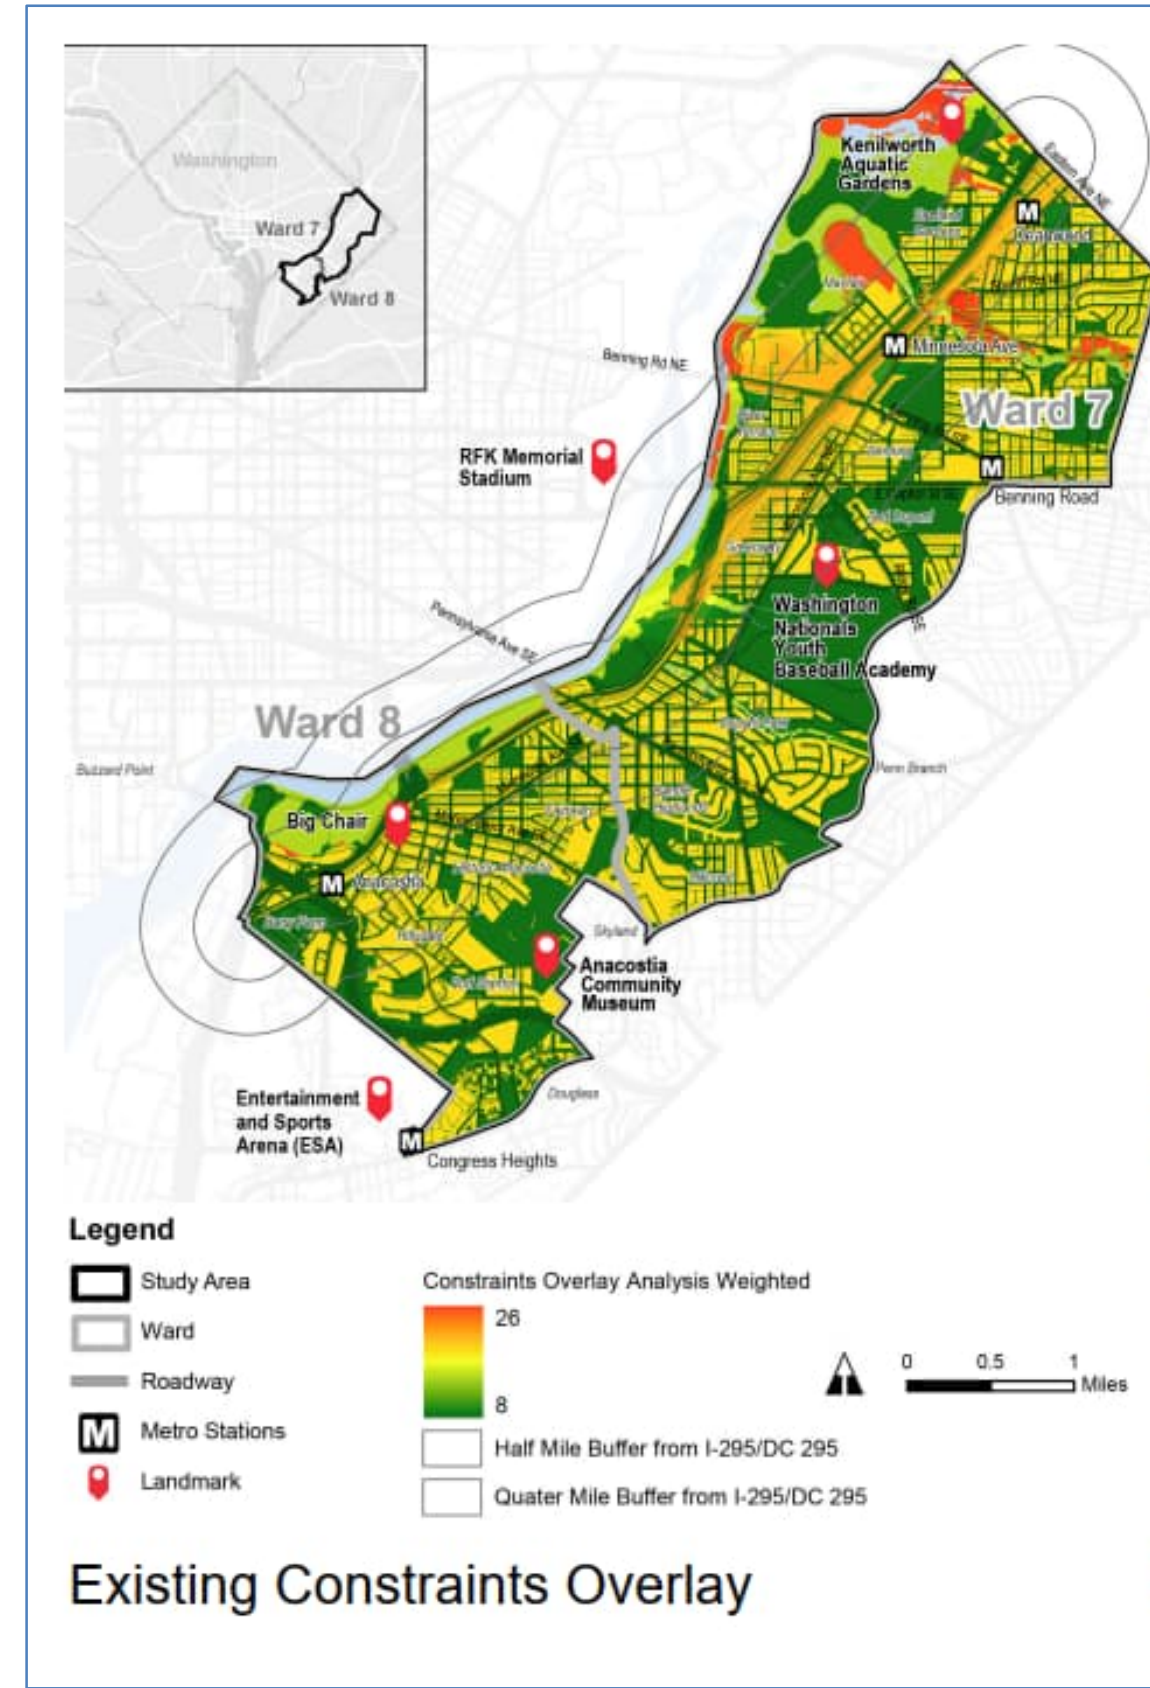 Washington
Ward 7
Ward 8
Kenilworth
Aquatic
Gardens
Eastern Ave NE
Deanwood
Minnesota Ave
Benning Rd NE
Ward 7
RFK Memorial
Stadium
Benning Road
Greenway
Washington
Nationals
Youth
Baseball Academy
Pennsylvania Ave SE
Ward 8
Buzzard Point
Penn Branch
Big Chair
Anacostia
Skyland
Anacostia
Community
Museum
Entertainment
and Sports
Arena (ESA)
Douglass
Congress Heights
Legend
Study Area
Ward
Roadway
M
Metro Stations
Landmark
Constraints Overlay Analysis Weighted
26
8
Half Mile Buffer from I-295/DC 295
Quater Mile Buffer from I-295/DC 295
0 0.5 1
Miles
Existing Constraints Overlay